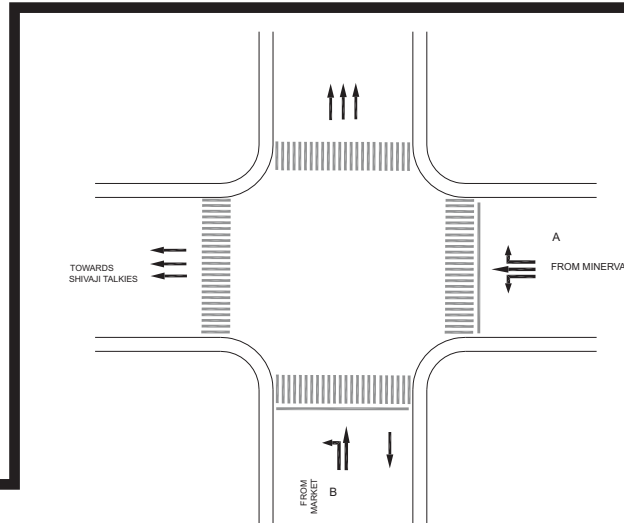 A
FROM MINERVA
TOWARDS
SHIVAJI TALKIES
FROM
MARKET
B